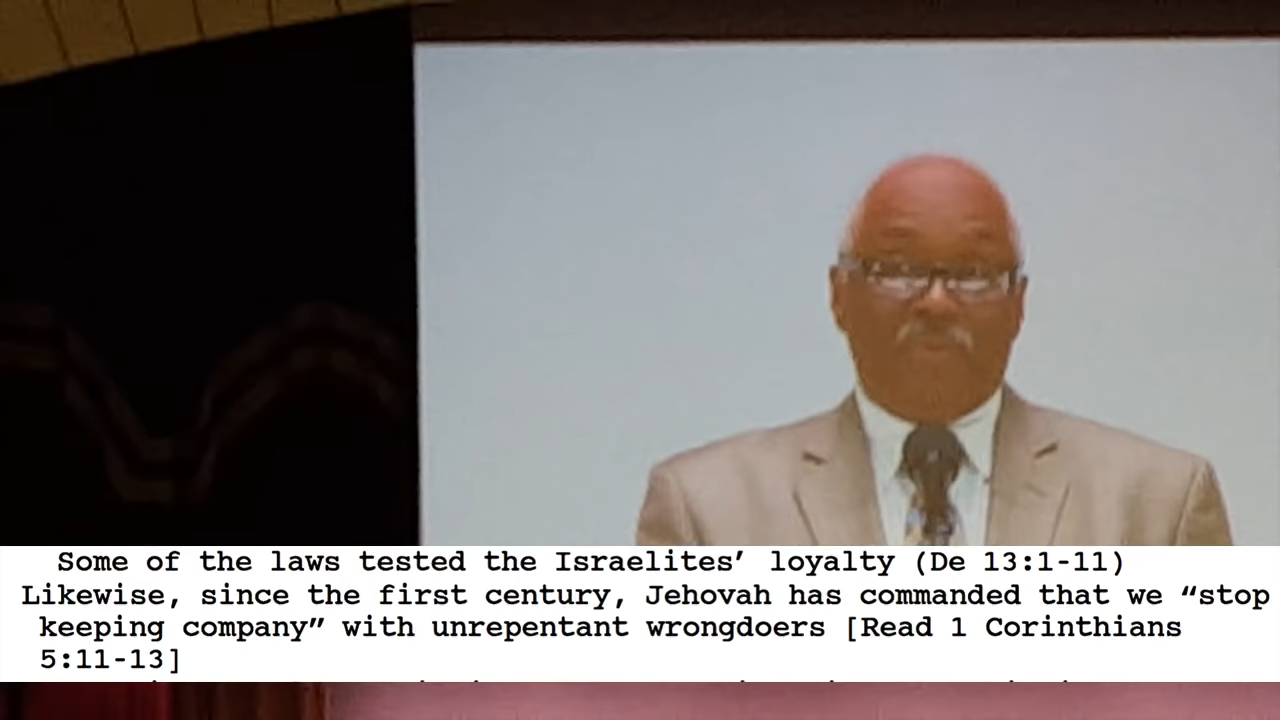 Some of the laws tested the Israelites’ loyalty (De 13:1-11)
Likewise, since the first century, Jehovah has commanded that we “stop
keeping company” with unrepentant wrongdoers [Read 1 Corinthians
5:11-13]